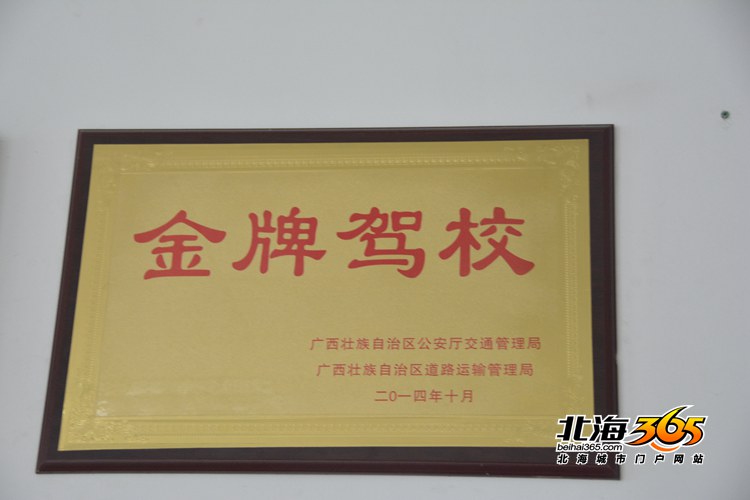 金牌驾校
广西壮族自治区公安厅交通管理局
广西壮族自治区道路运输管理局
二0一四年十月
北海365
beihai365.com
北海城市门户网站